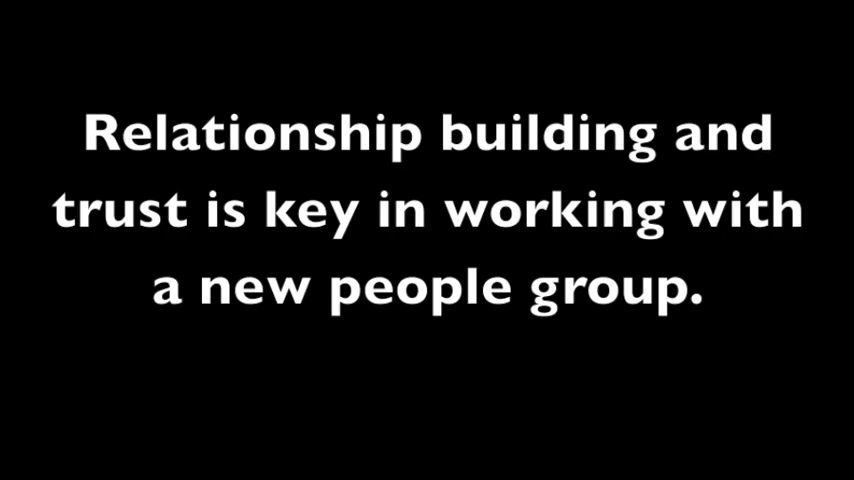 Relationship building and
trust is key in working with
a new people group.